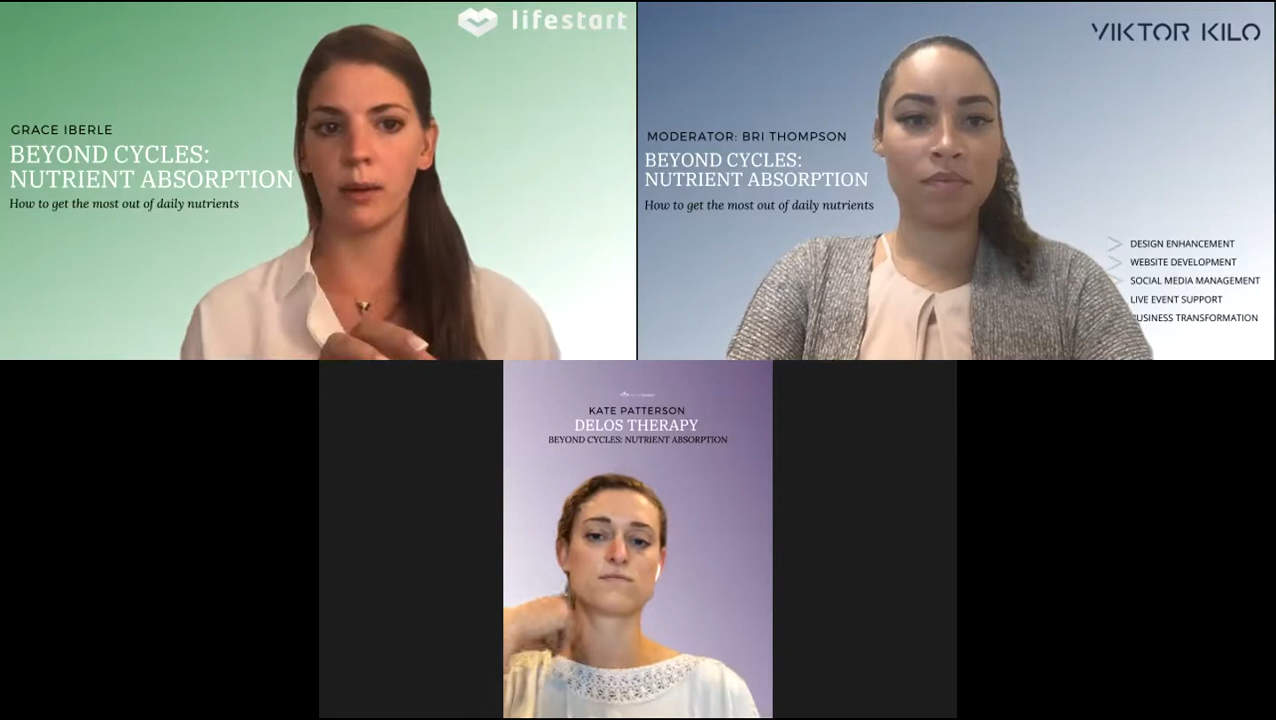 lifestart
GRACE IBERLE
BEYOND CYCLES:
NUTRIENT ABSORPTION
How to get the most out of daily nutrients
VIKTOR KILO
MODERATOR: BRI THOMPSON
BEYOND CYCLES:
NUTRIENT ABSORPTION
How to get the most out of daily nutrients
DESIGN ENHANCEMENT
WEBSITE DEVELOPMENT
SOCIAL MEDIA MANAGEMENT
LIVE EVENT SUPPORT
BUSINESS TRANSFORMATION
KATE PATTERSON
DELOS THERAPY
BEYOND CYCLES: NUTRIENT ABSORPTION